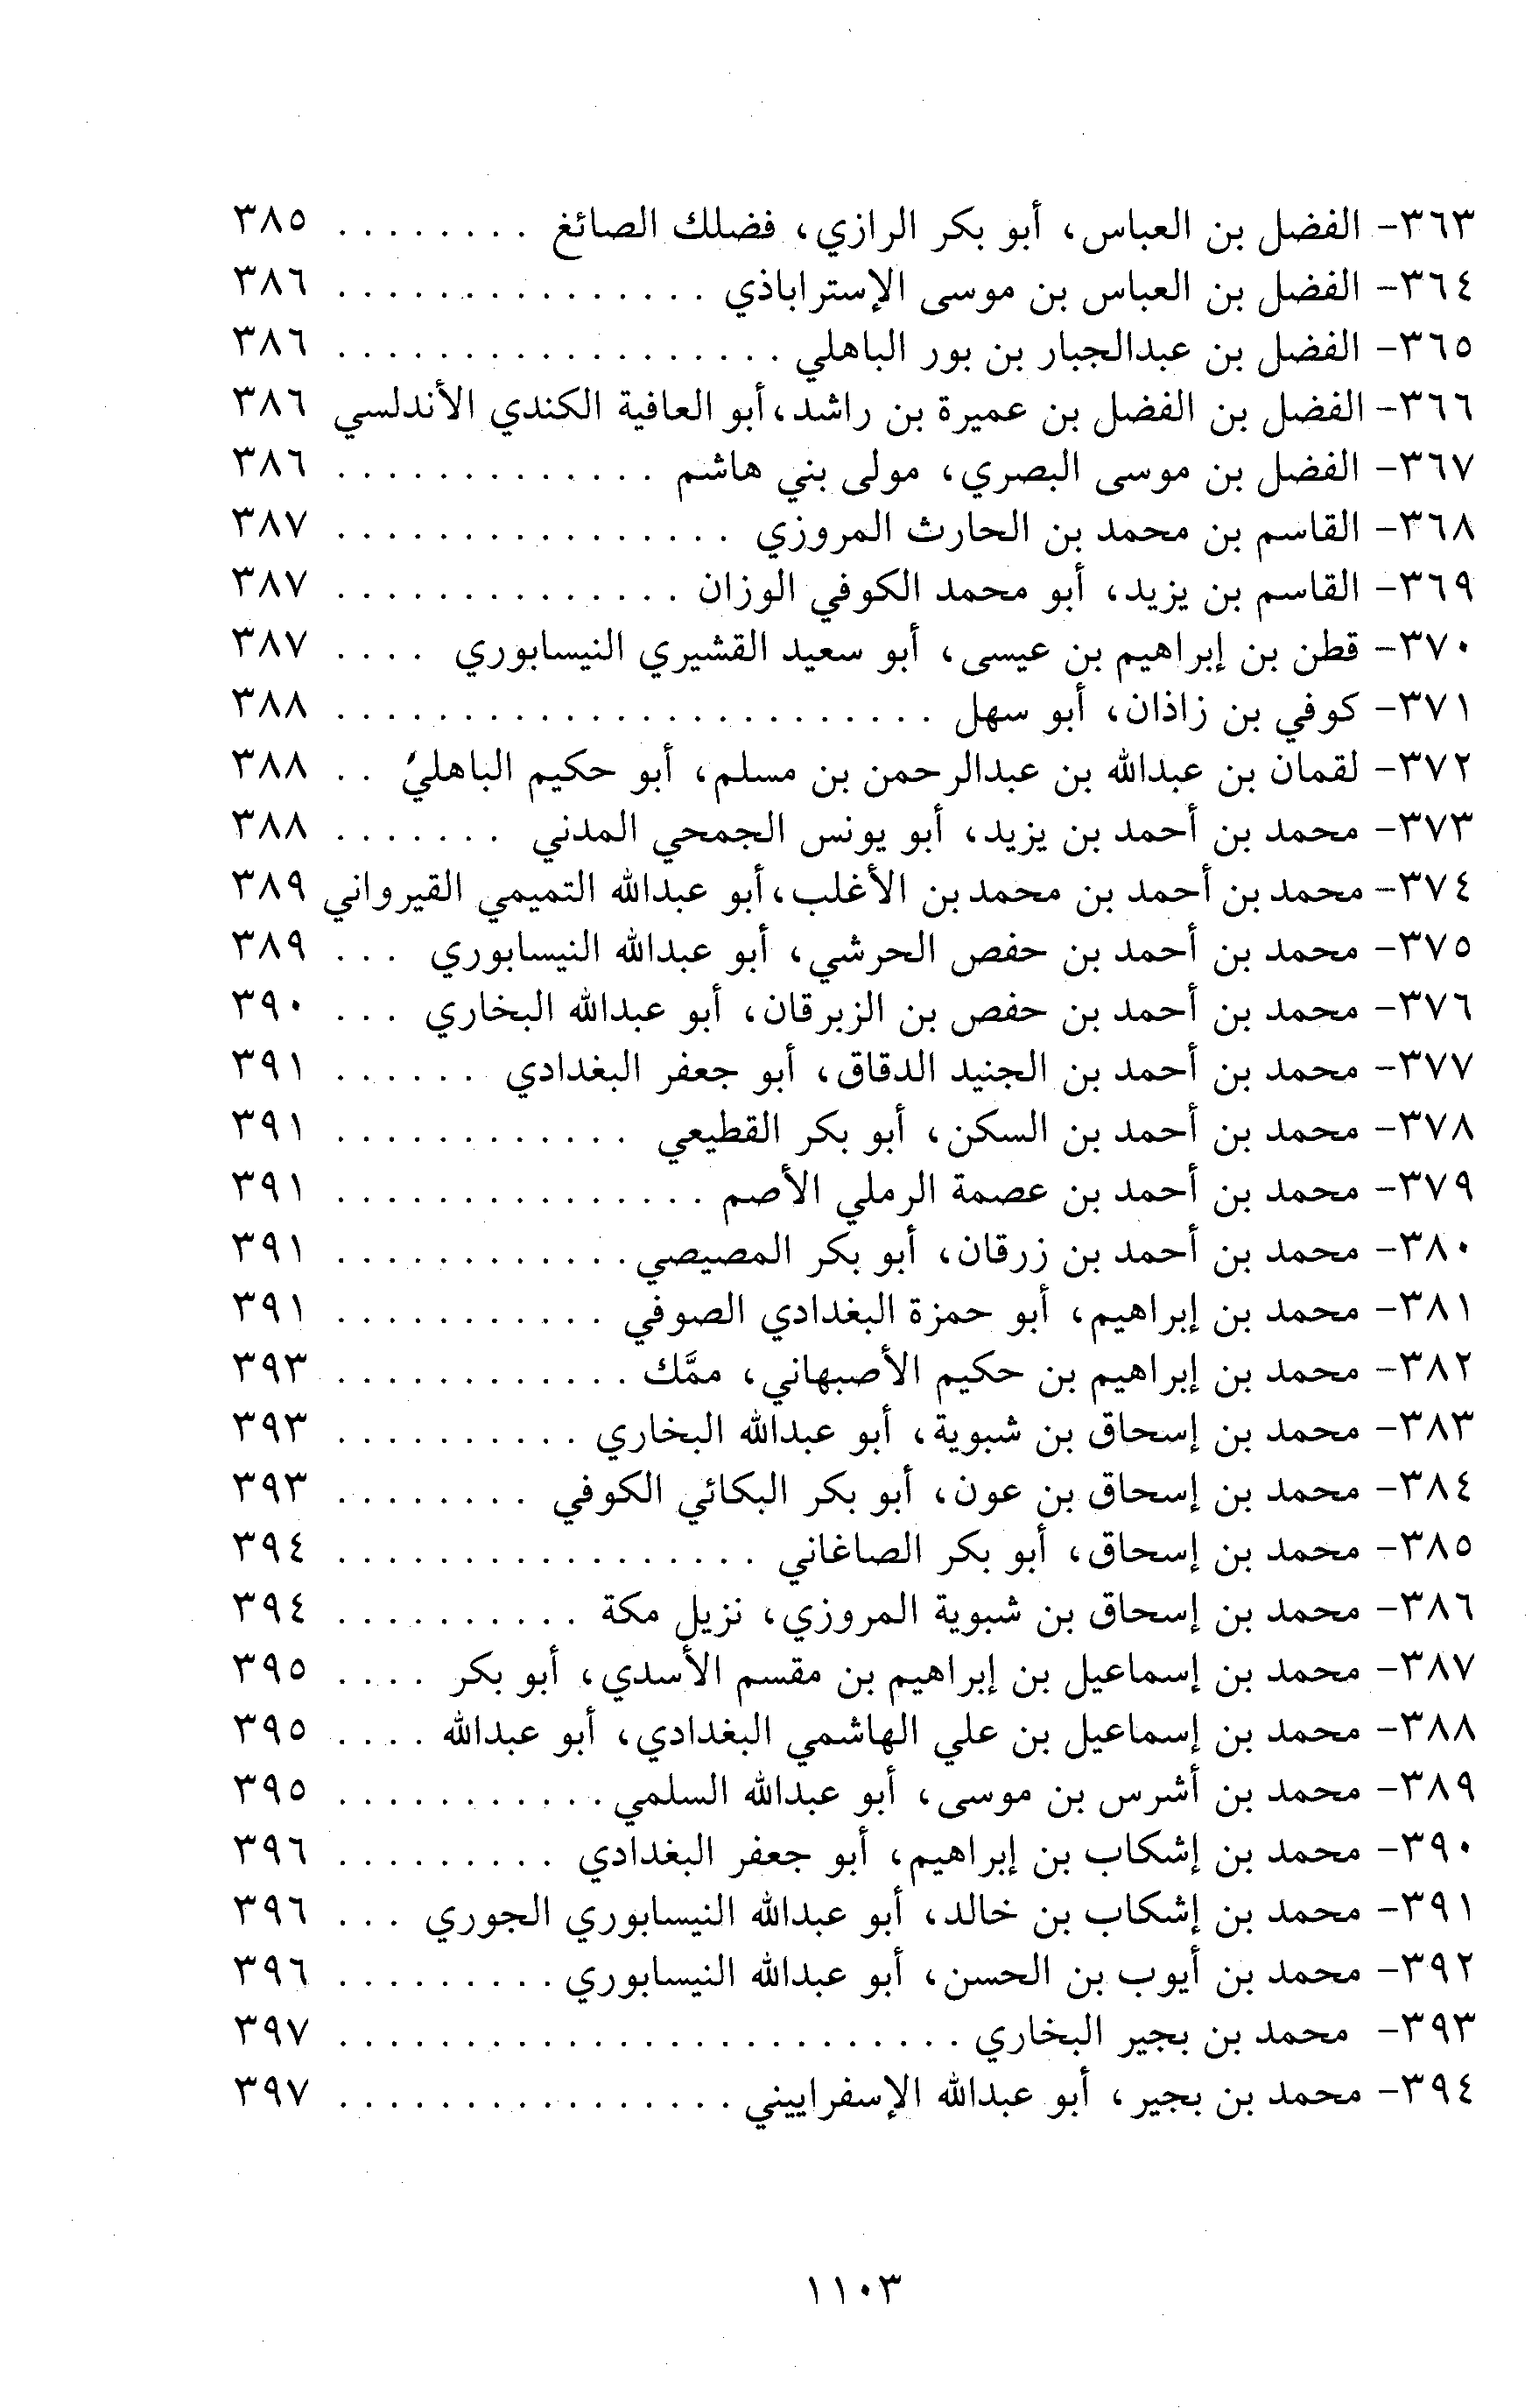 ٣٦٣- الفضل بن العباس، أبو بكر الرازي، فضلك الصائغ . . . . . . . . ٣٨٥
٣٦٤- الفضل بن العباس بن موسى الإستراباذي . . . . . . . . . . . . . . . ٣٨٦
٣٦٥- الفضل بن عبدالجبار بن بور الباهلي . . . . . . . . . . . . . . . . . . ٣٨٦
٣٦٦- الفضل بن الفضل بن عميرة بن راشد، أبو العافية الكندي الأندلسي ٣٨٦
٣٦٧- الفضل بن موسى البصري، مولى بني هاشم . . . . . . . . . . . . . ٣٨٦
٣٦٨- القاسم بن محمد بن الحارث المروزي . . . . . . . . . . . . . . . . ٣٨٧
٣٦٩- القاسم بن يزيد، أبو محمد الكوفي الوزان . . . . . . . . . . . . . . ٣٨٧
٣٧٠- قطن بن إبراهيم بن عيسى، أبو سعيد القشيري النيسابوري . . . . ٣٨٧
٣٧١- كوفي بن زاذان، أبو سهل . . . . . . . . . . . . . . . . . . . . . . . . ٣٨٨
٣٧٢- لقمان بن عبدالله بن عبدالرحمن بن مسلم، أبو حكيم الباهليُ . . ٣٨٨
٣٧٣- محمد بن أحمد بن يزيد، أبو يونس الجمحي المدني . . . . . . . ٣٨٨
٣٧٤- محمد بن أحمد بن محمد بن الأغلب، أبو عبدالله التميمي القيرواني ٣٨٩
٣٧٥- محمد بن أحمد بن حفص الحرشي، أبو عبدالله النيسابوري . . . ٣٨٩
٣٧٦- محمد بن أحمد بن حفص بن الزبرقان، أبو عبدالله البخاري . . . ٣٩٠
٣٧٧- محمد بن أحمد بن الجنيد الدقاق، أبو جعفر البغدادي . . . . . . ٣٩١
٣٧٨- محمد بن أحمد بن السكن، أبو بكر القطيعي . . . . . . . . . . . . ٣٩١
٣٧٩- محمد بن أحمد بن عصمة الرملي الأصم . . . . . . . . . . . . . . . ٣٩١
٣٨٠- محمد بن أحمد بن زرقان، أبو بكر المصيصي . . . . . . . . . . . . ٣٩١
٣٨١- محمد بن إبراهيم، أبو حمزة البغدادي الصوفي . . . . . . . . . . . ٣٩١
٣٨٢- محمد بن إبراهيم بن حكيم الأصبهاني، ممَّك . . . . . . . . . . . . ٣٩٣
٣٨٣- محمد بن إسحاق بن شبوية، أبو عبدالله البخاري . . . . . . . . . . ٣٩٣
٣٨٤- محمد بن إسحاق بن عون، أبو بكر البكائي الكوفي . . . . . . . . ٣٩٣
٣٨٥- محمد بن إسحاق، أبو بكر الصاغاني . . . . . . . . . . . . . . . . . ٣٩٤
٣٨٦- محمد بن إسحاق بن شبوية المروزي، نزيل مكة . . . . . . . . . . ٣٩٤
٣٨٧- محمد بن إسماعيل بن إبراهيم بن مقسم الأسدي، أبو بكر . . . . ٣٩٥
٣٨٨- محمد بن إسماعيل بن علي الهاشمي البغدادي، أبو عبدالله . . . . ٣٩٥
٣٨٩- محمد بن أشرس بن موسى، أبو عبدالله السلمي . . . . . . . . . . . ٣٩٥
٣٩٠- محمد بن إشكاب بن إبراهيم، أبو جعفر البغدادي . . . . . . . . . ٣٩٦
٣٩١- محمد بن إشكاب بن خالد، أبو عبدالله النيسابوري الجوري . . . ٣٩٦
٣٩٢- محمد بن أيوب بن الحسن، أبو عبدالله النيسابوري . . . . . . . . . ٣٩٦
٣٩٣- محمد بن بجير البخاري . . . . . . . . . . . . . . . . . . . . . . . . . ٣٩٧
٣٩٤- محمد بن بجير، أبو عبدالله الإسفراييني . . . . . . . . . . . . . . . . ٣٩٧
١١٠٣